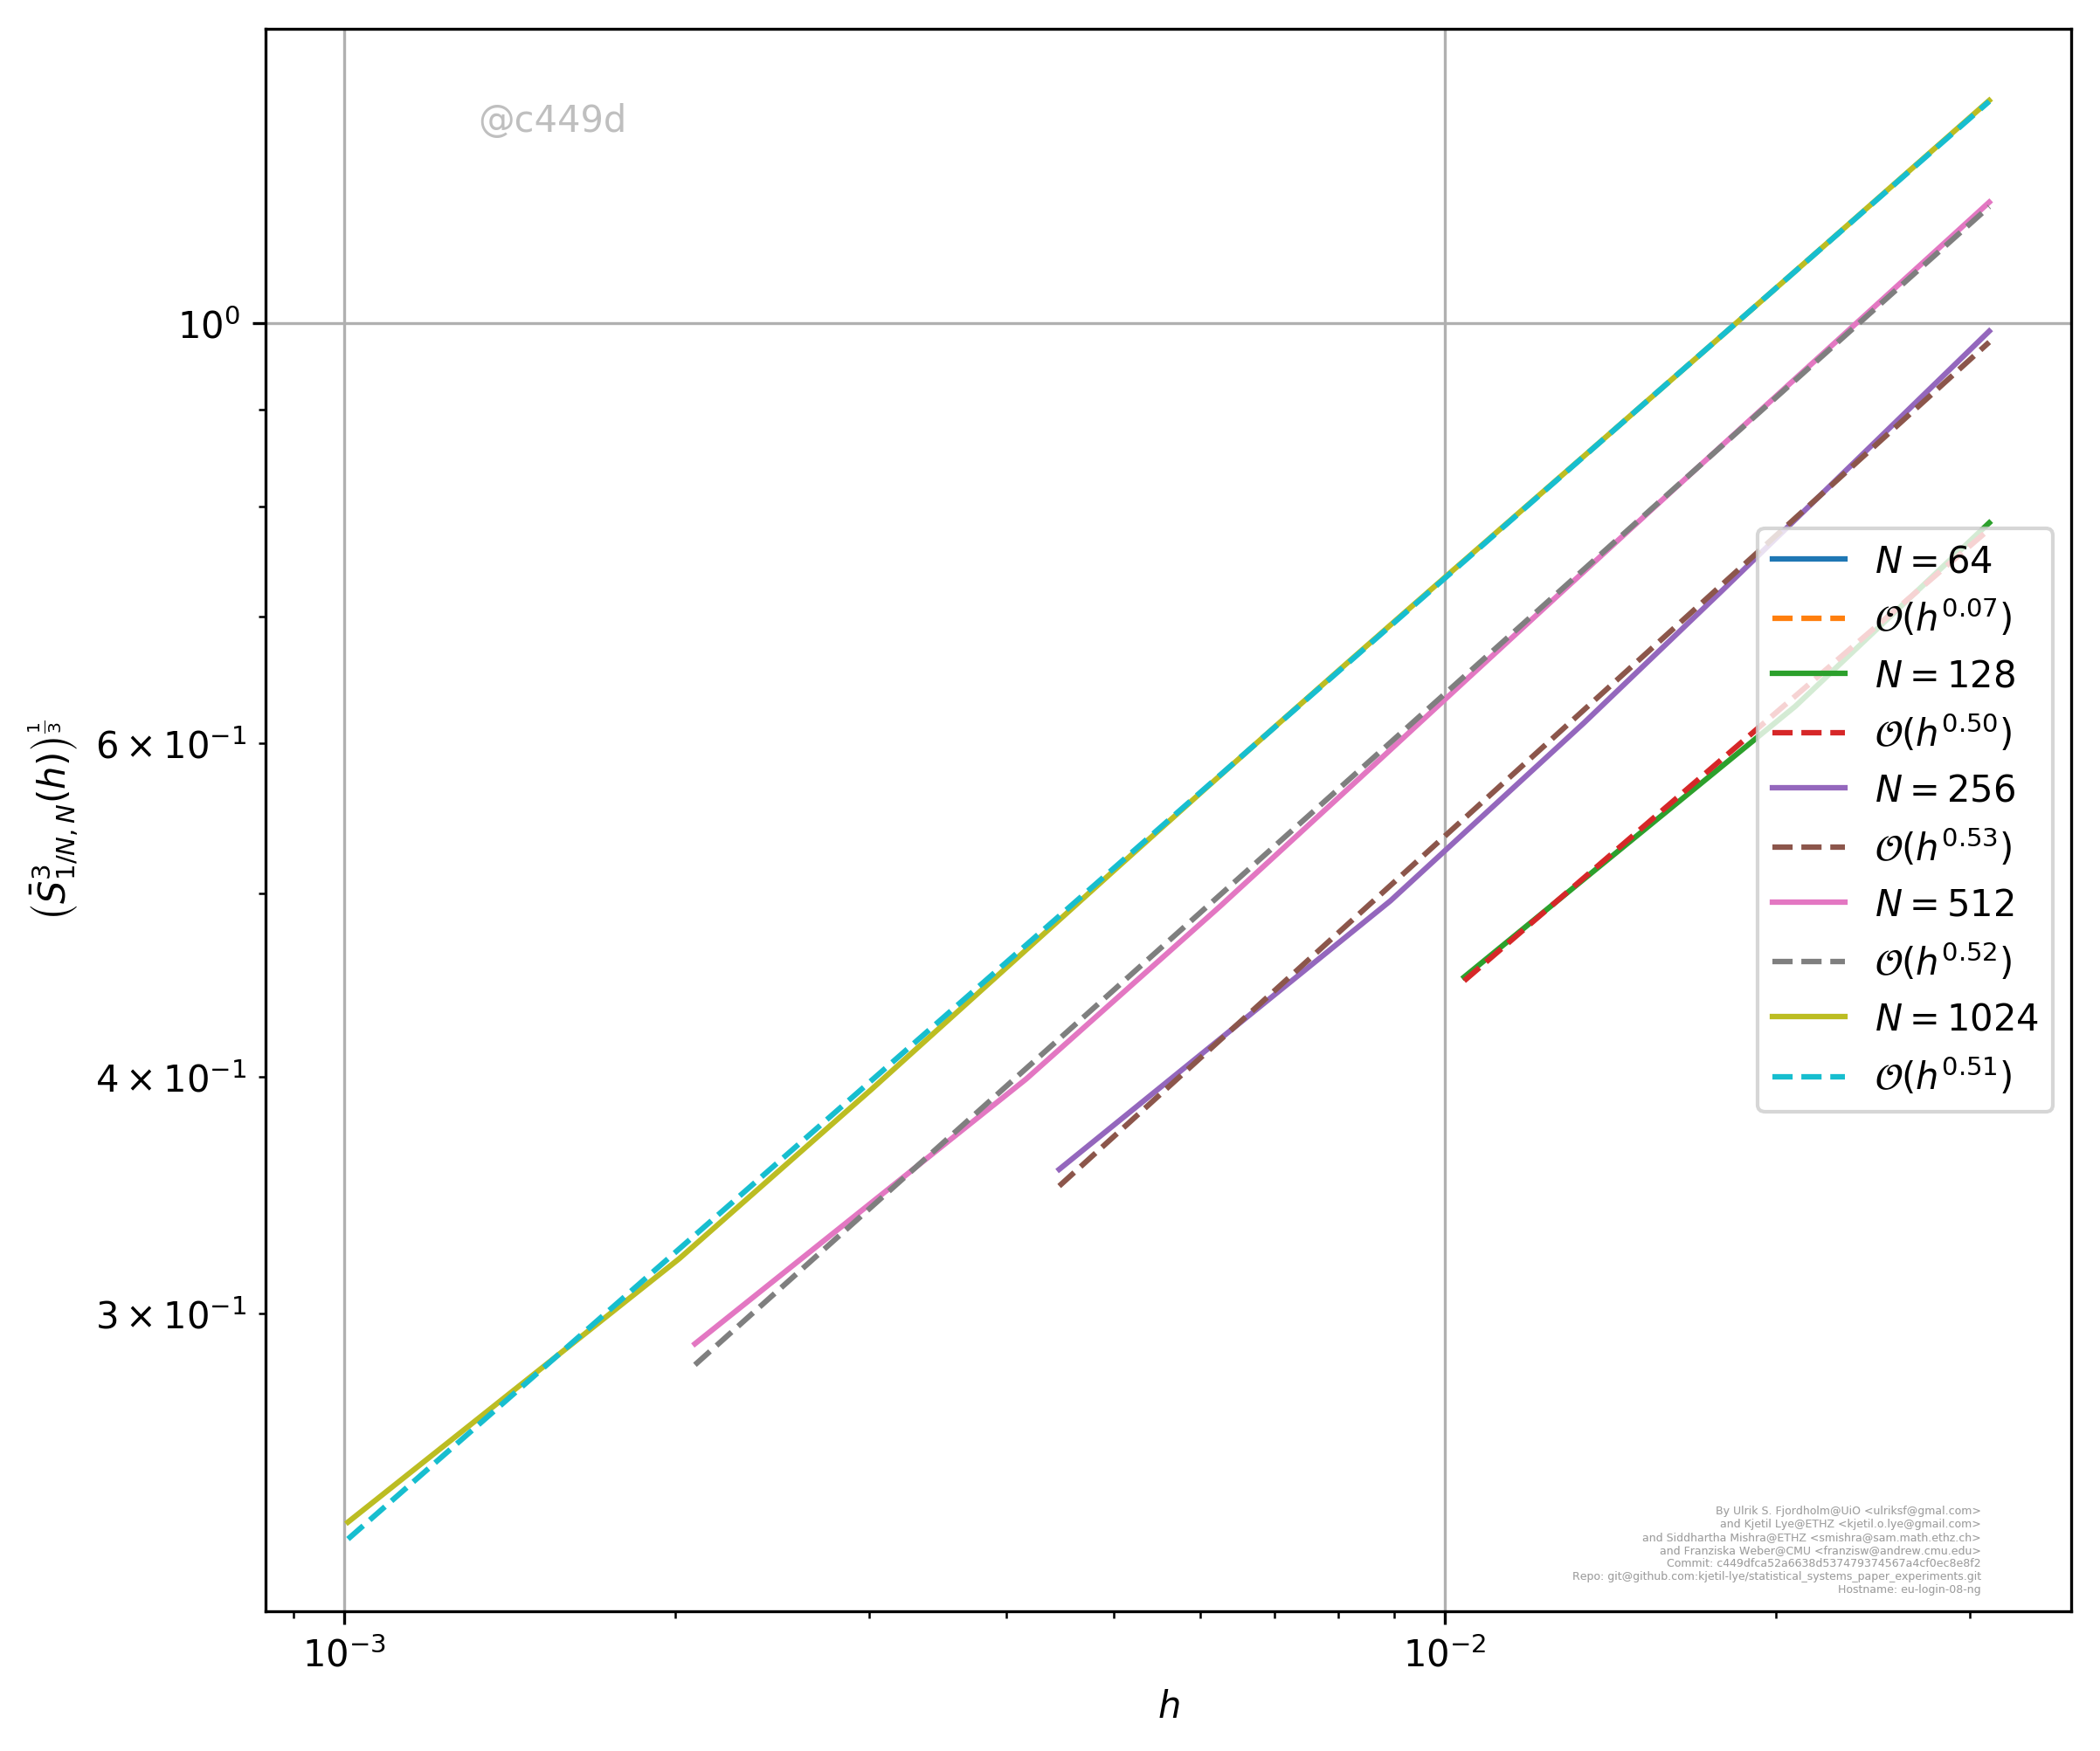 @c449d
10^0
6 × 10^-1
4 × 10^-1
3 × 10^-1
(S̄^3_{1/N,N}(h))^{1/3}
N = 64
𝒪(h^0.07)
N = 128
𝒪(h^0.50)
N = 256
𝒪(h^0.53)
N = 512
𝒪(h^0.52)
N = 1024
𝒪(h^0.51)
By Ulrik S. Fjordholm@UiO <ulriksf@gmal.com>
and Kjetil Lye@ETHZ <kjetil.o.lye@gmail.com>
and Siddhartha Mishra@ETHZ <smishra@sam.math.ethz.ch>
and Franziska Weber@CMU <franzisw@andrew.cmu.edu>
Commit: c449dfca52a6638d537479374567a4cf0ec8e8f2
Repo: git@github.com:kjetil-lye/statistical_systems_paper_experiments.git
Hostname: eu-login-08-ng
10^-3
10^-2
h